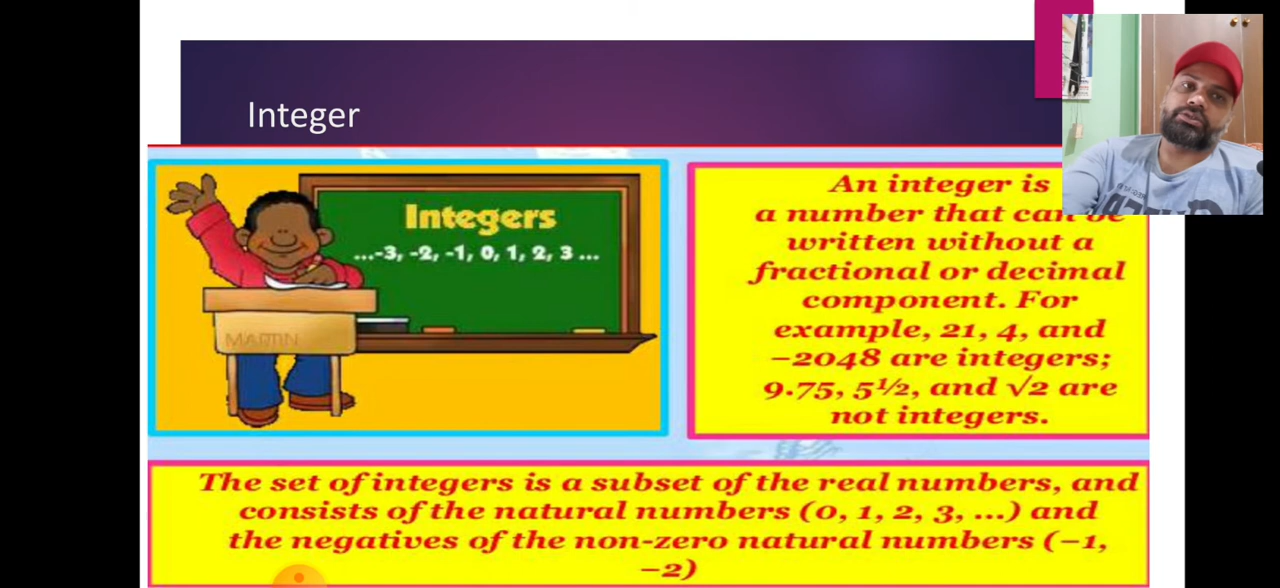 Integer
Integers
...-3, -2, -1, 0, 1, 2, 3 ...
MARTIN
An integer is
a number that can be
written without a
fractional or decimal
component. For
example, 21, 4, and
−2048 are integers;
9.75, 5½, and √2 are
not integers.
The set of integers is a subset of the real numbers, and
consists of the natural numbers (0, 1, 2, 3, ...) and
the negatives of the non-zero natural numbers (−1,
−2)